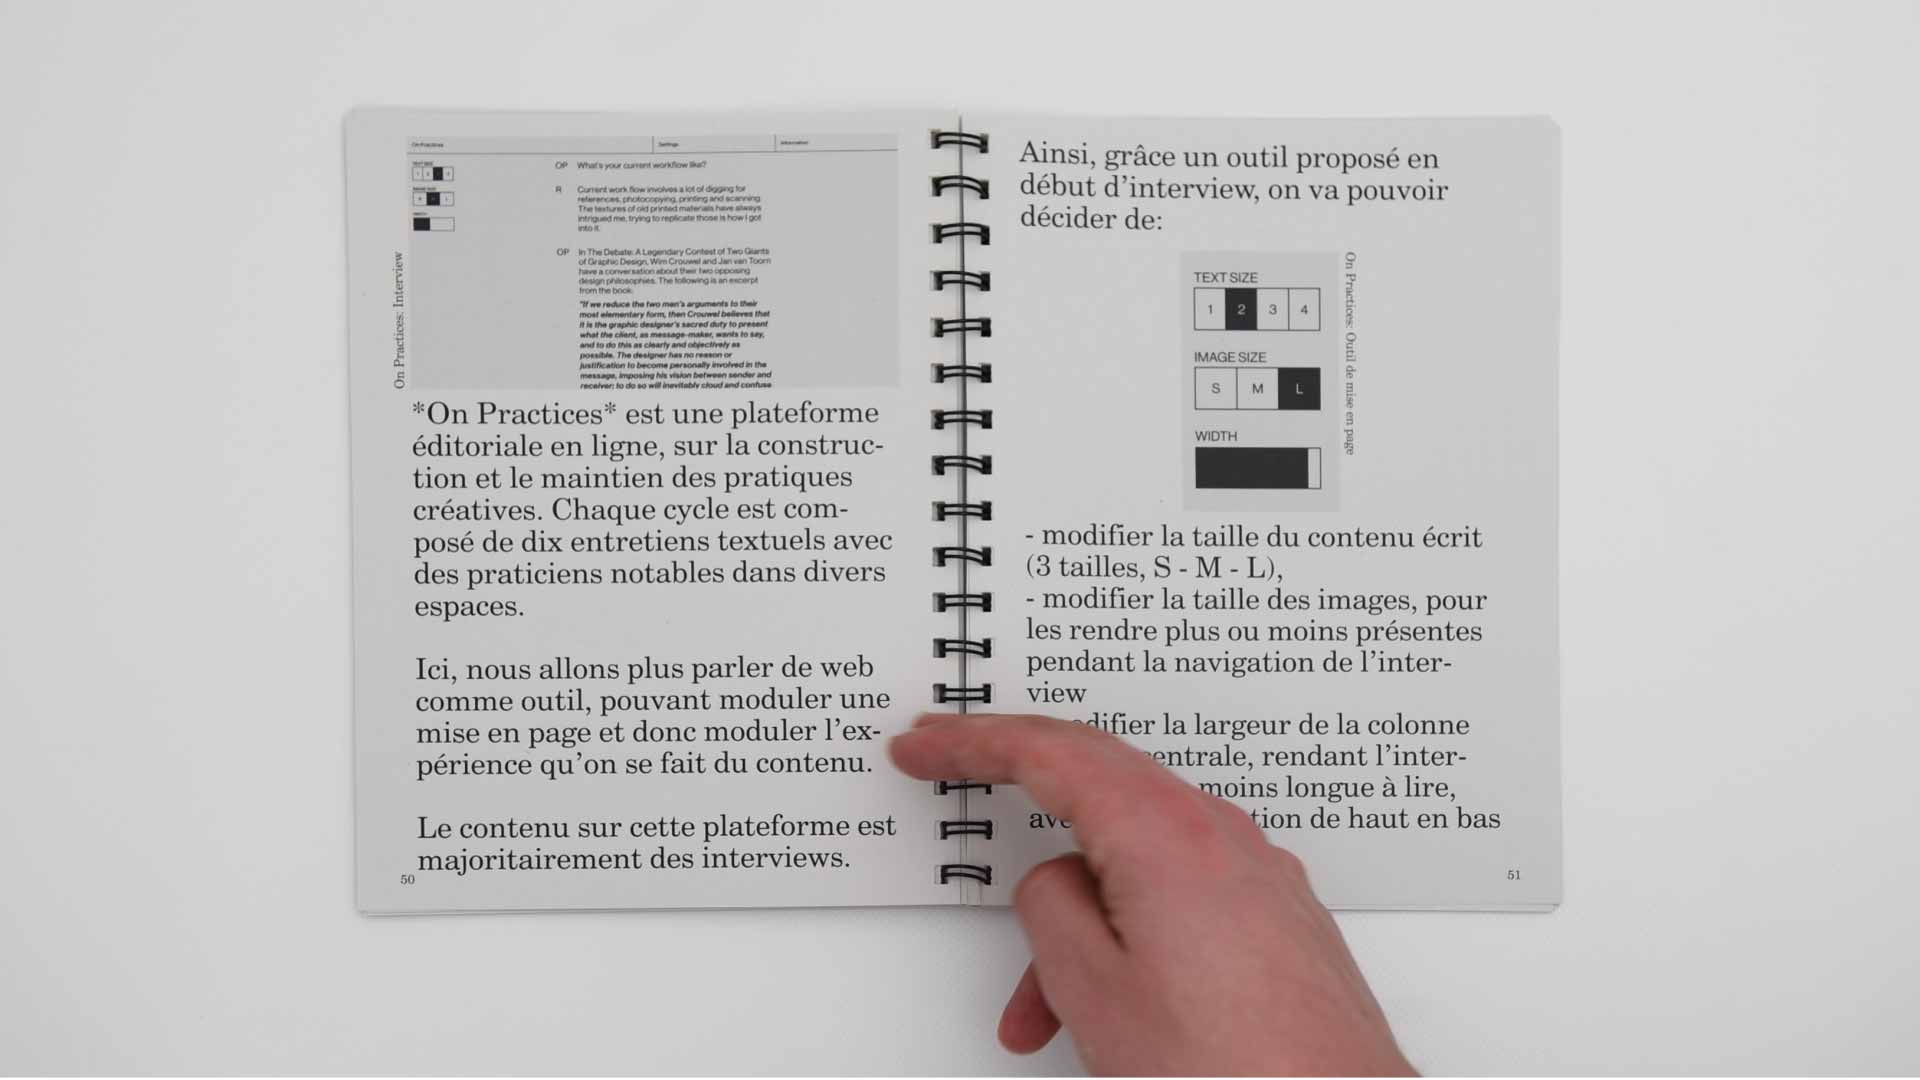 On Practices
Settings
Information
TEXT SIZE
IMAGE SIZE
WIDTH
OP What's your current workflow like?
R Current work flow involves a lot of digging for
references, photocopying, printing and scanning.
The textures of old printed materials have always
intrigued me, trying to replicate those is how I got
into it.
OP In The Debate: A Legendary Contest of Two Giants
of Graphic Design, Wim Crouwel and Jan van Toorn
have a conversation about their two opposing
design philosophies. The following is an excerpt
from the book:
"If we reduce the two men's arguments to their
most elementary form, then Crouwel believes that
it is the graphic designer's sacred duty to present
what the client, as message-maker, wants to say,
and to do this as clearly and objectively as
possible. The designer has no reason or
justification to become personally involved in the
message, imposing his vision between sender and
receiver; to do so will inevitably cloud and confuse
On Practices: Interview
*On Practices* est une plateforme
éditoriale en ligne, sur la construc-
tion et le maintien des pratiques
créatives. Chaque cycle est com-
posé de dix entretiens textuels avec
des praticiens notables dans divers
espaces.
Ici, nous allons plus parler de web
comme outil, pouvant moduler une
mise en page et donc moduler l'ex-
périence qu'on se fait du contenu.
Le contenu sur cette plateforme est
majoritairement des interviews.
50
Ainsi, grâce un outil proposé en
début d'interview, on va pouvoir
décider de:
TEXT SIZE
1 2 3 4
IMAGE SIZE
S M L
WIDTH
On Practices: Outil de mise en page
- modifier la taille du contenu écrit
(3 tailles, S - M - L),
- modifier la taille des images, pour
les rendre plus ou moins présentes
pendant la navigation de l'inter-
view
difier la largeur de la colonne
entrale, rendant l'inter-
moins longue à lire,
ave tion de haut en bas
51